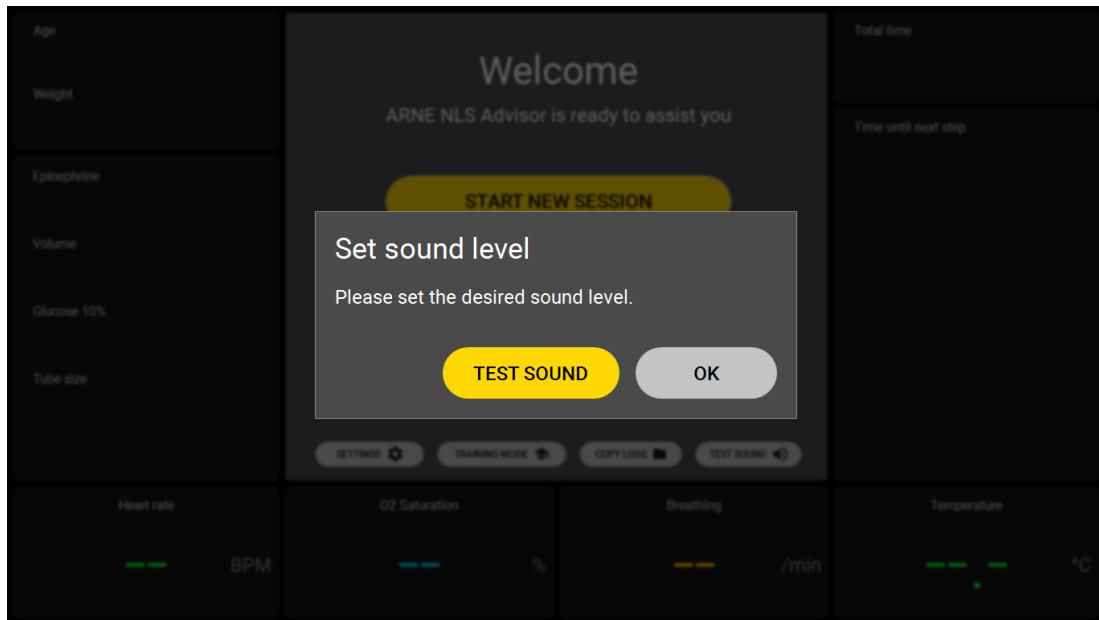 Age
Weight
Epinephrine
Volume
Glucose 10%
Tube size
Welcome
ARNE NLS Advisor is ready to assist you
START NEW SESSION
Set sound level
Please set the desired sound level.
TEST SOUND OK
SETTINGS TRAINING MODE COPY LOGS TEST SOUND
Total time
Time until next step
Heart rate O2 Saturation Breathing Temperature
-- BPM -- % -- /min --.- °C